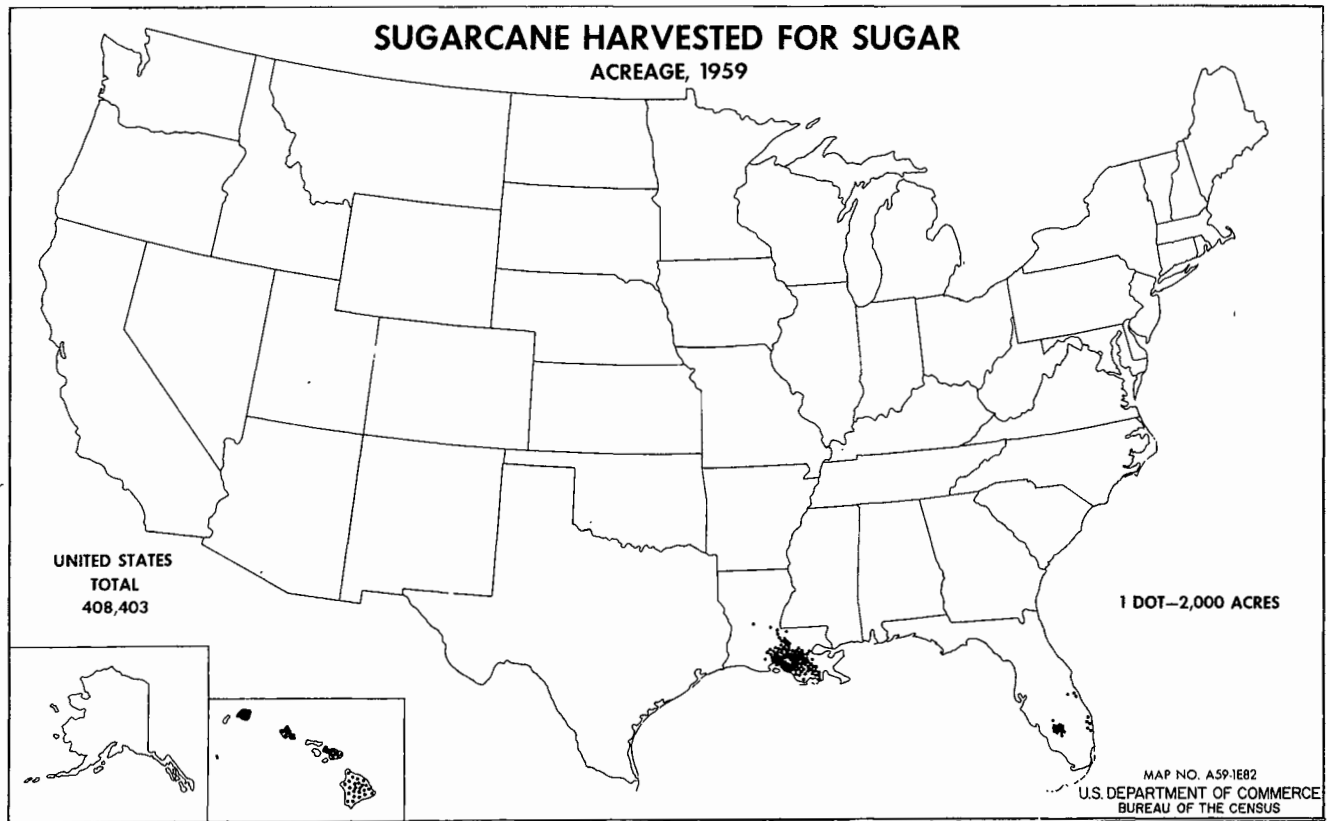 SUGARCANE HARVESTED FOR SUGAR
ACREAGE, 1959
UNITED STATES
TOTAL
408,403
1 DOT—2,000 ACRES
MAP NO. A59-1E82
U.S. DEPARTMENT OF COMMERCE
BUREAU OF THE CENSUS